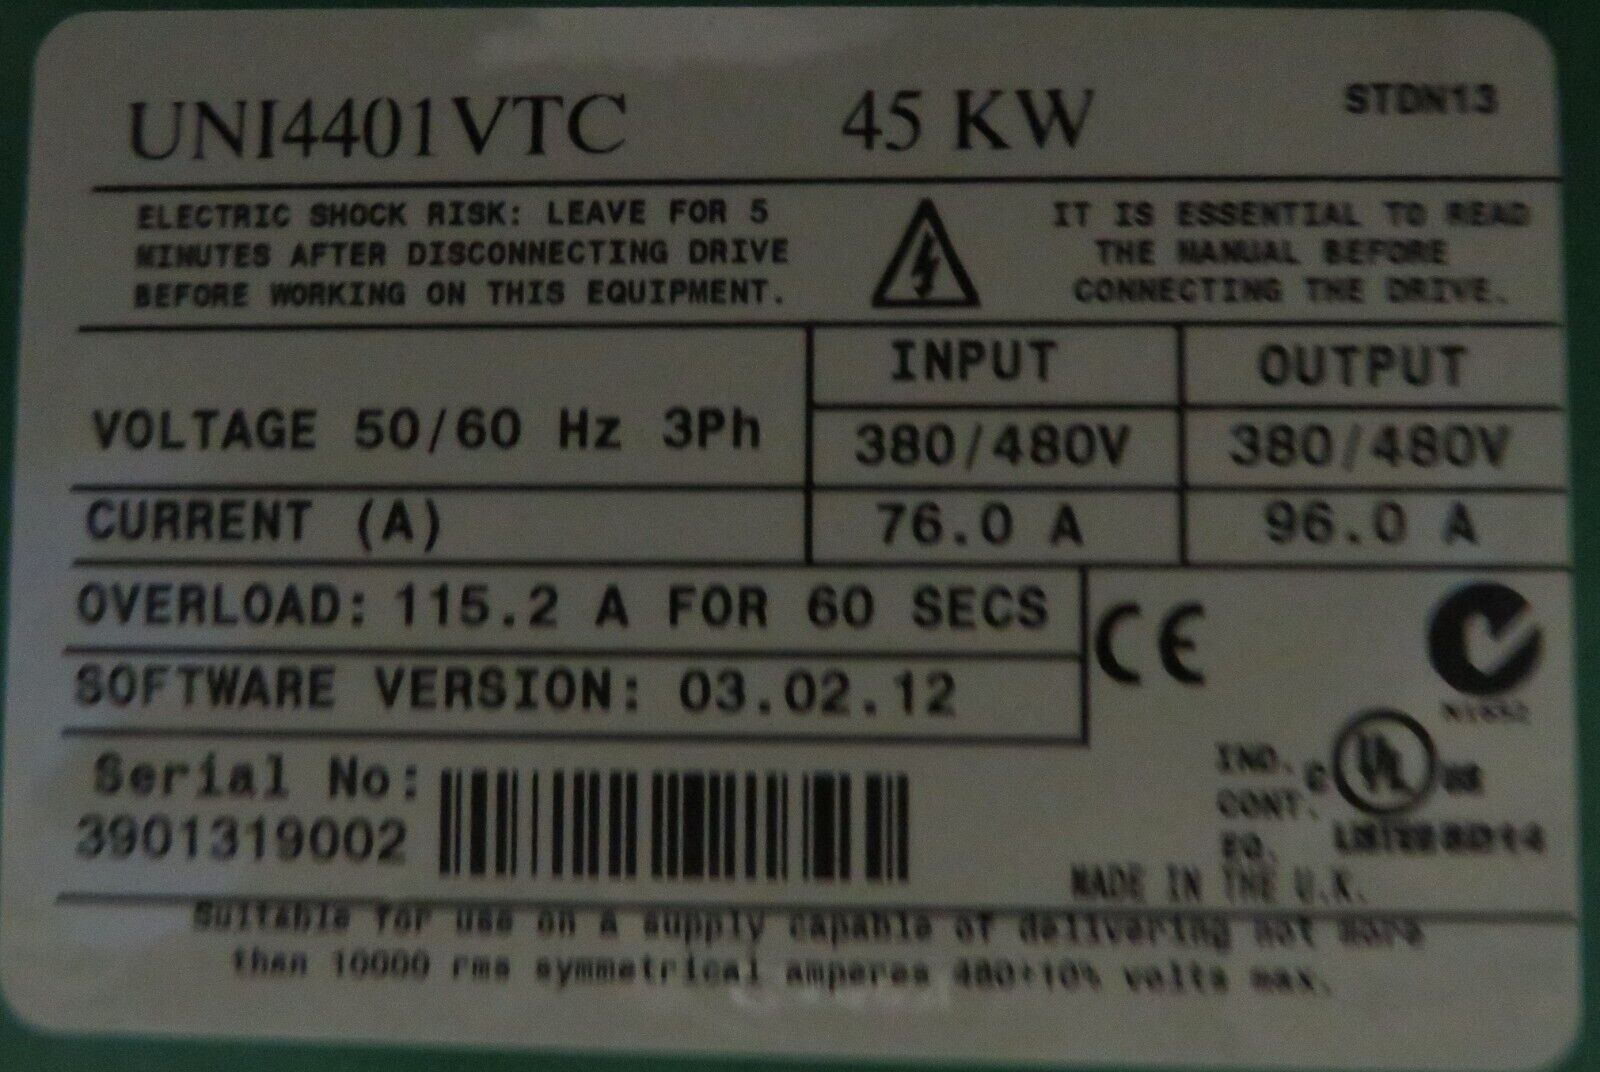 UNI4401VTC 45 KW STDN13
ELECTRIC SHOCK RISK: LEAVE FOR 5
MINUTES AFTER DISCONNECTING DRIVE
BEFORE WORKING ON THIS EQUIPMENT.
IT IS ESSENTIAL TO READ
THE MANUAL BEFORE
CONNECTING THE DRIVE.
INPUT OUTPUT
VOLTAGE 50/60 Hz 3Ph 380/480V 380/480V
CURRENT (A) 76.0 A 96.0 A
OVERLOAD: 115.2 A FOR 60 SECS
SOFTWARE VERSION: 03.02.12
CE
Serial No:
3901319002
IND.
CONT.
EQ.
C UL US
LISTED
MADE IN THE U.K.
Suitable for use on a supply capable of delivering not more
than 10000 rms symmetrical amperes 480+10% volts max.